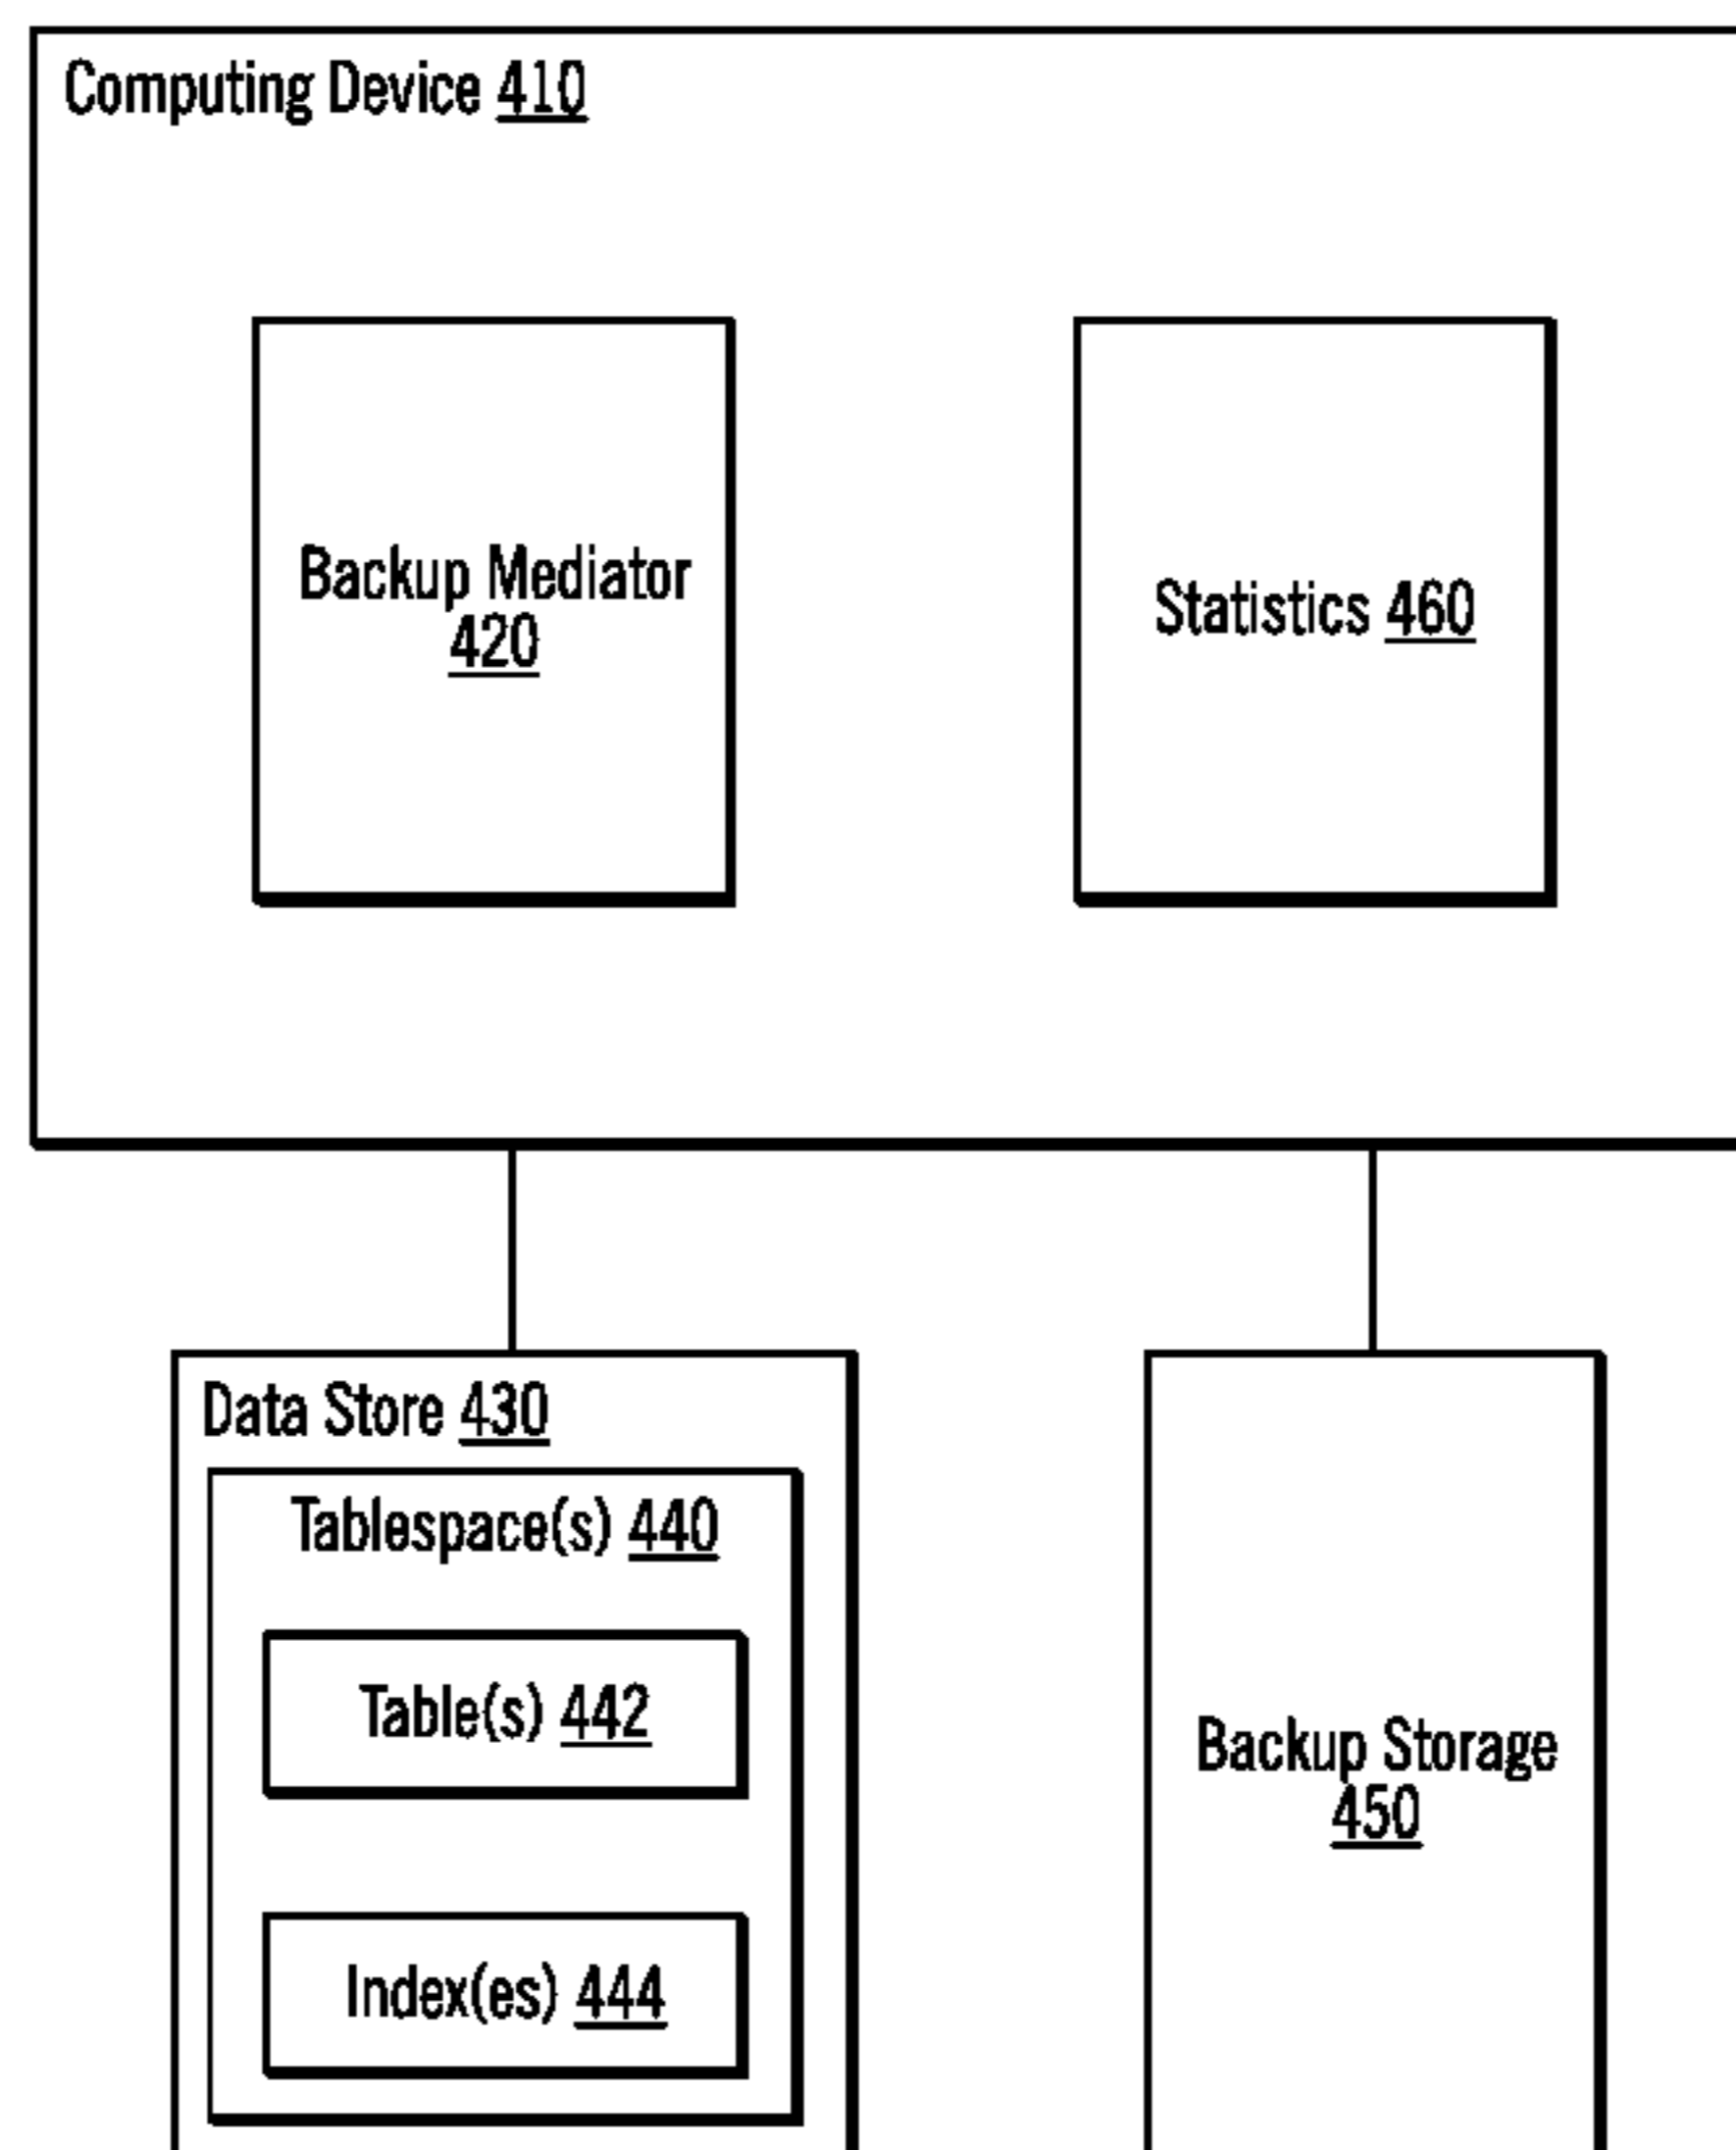 Computing Device 410
Backup Mediator
420
Statistics 460
Data Store 430
Tablespace(s) 440
Table(s) 442
Index(es) 444
Backup Storage
450